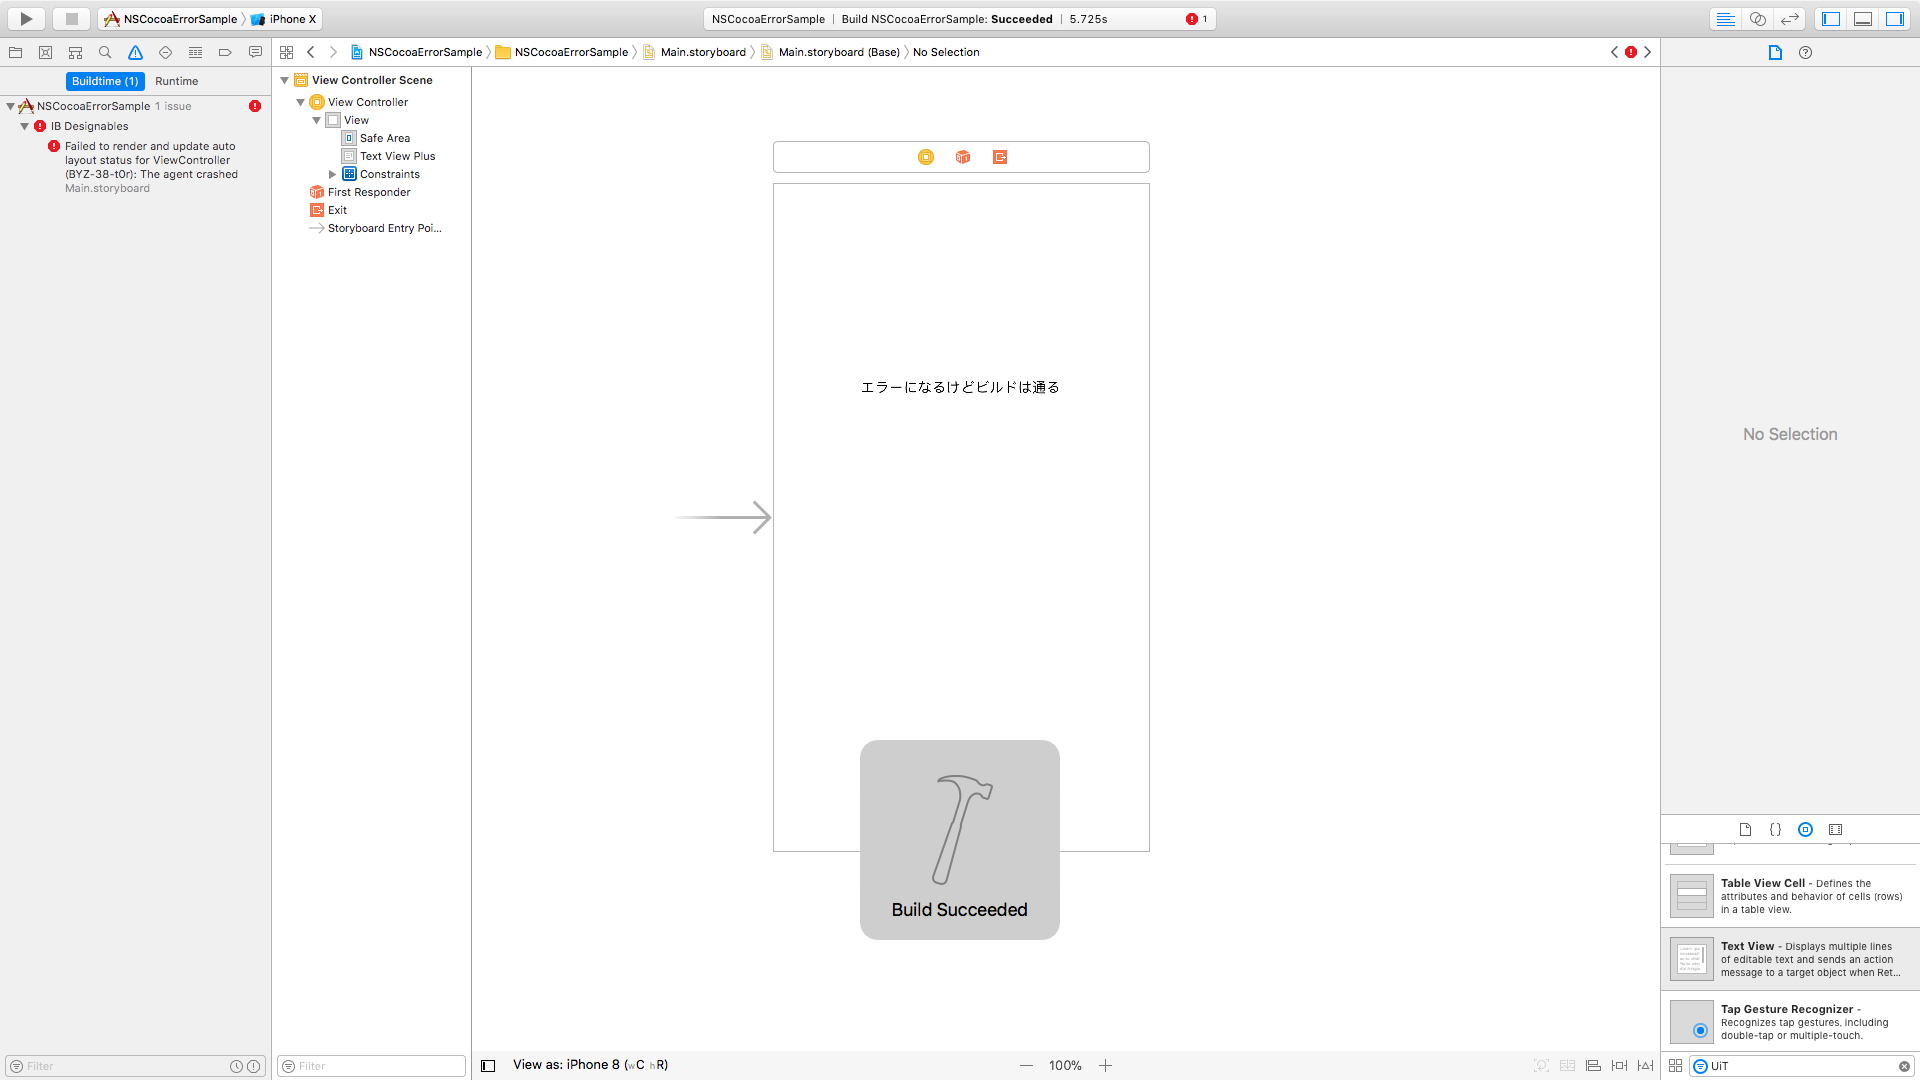 NSCocoaErrorSample
iPhone X
NSCocoaErrorSample | Build NSCocoaErrorSample: Succeeded | 5.725s
1
NSCocoaErrorSample
NSCocoaErrorSample
Main.storyboard
Main.storyboard (Base)
No Selection
Buildtime (1)
Runtime
NSCocoaErrorSample 1 issue
IB Designables
Failed to render and update auto
layout status for ViewController
(BYZ-38-t0r): The agent crashed
Main.storyboard
View Controller Scene
View Controller
View
Safe Area
Text View Plus
Constraints
First Responder
Exit
Storyboard Entry Poi...
エラーになるけどビルドは通る
Build Succeeded
No Selection
Table View Cell - Defines the
attributes and behavior of cells (rows)
in a table view.
Text View - Displays multiple lines
of editable text and sends an action
message to a target object when Ret...
Tap Gesture Recognizer -
Recognizes tap gestures, including
double-tap or multiple-touch.
Filter
Filter
View as: iPhone 8 (wC hR)
100%
UiT